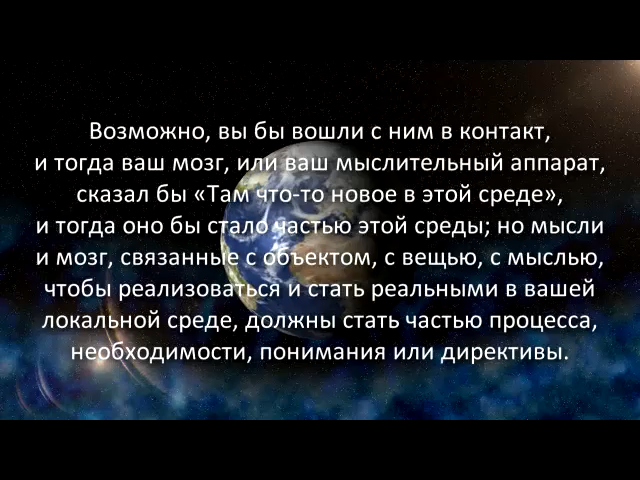 Возможно, вы бы вошли с ним в контакт,
и тогда ваш мозг, или ваш мыслительный аппарат,
сказал бы «Там что-то новое в этой среде»,
и тогда оно бы стало частью этой среды; но мысли
и мозг, связанные с объектом, с вещью, с мыслью,
чтобы реализоваться и стать реальными в вашей
локальной среде, должны стать частью процесса,
необходимости, понимания или директивы.